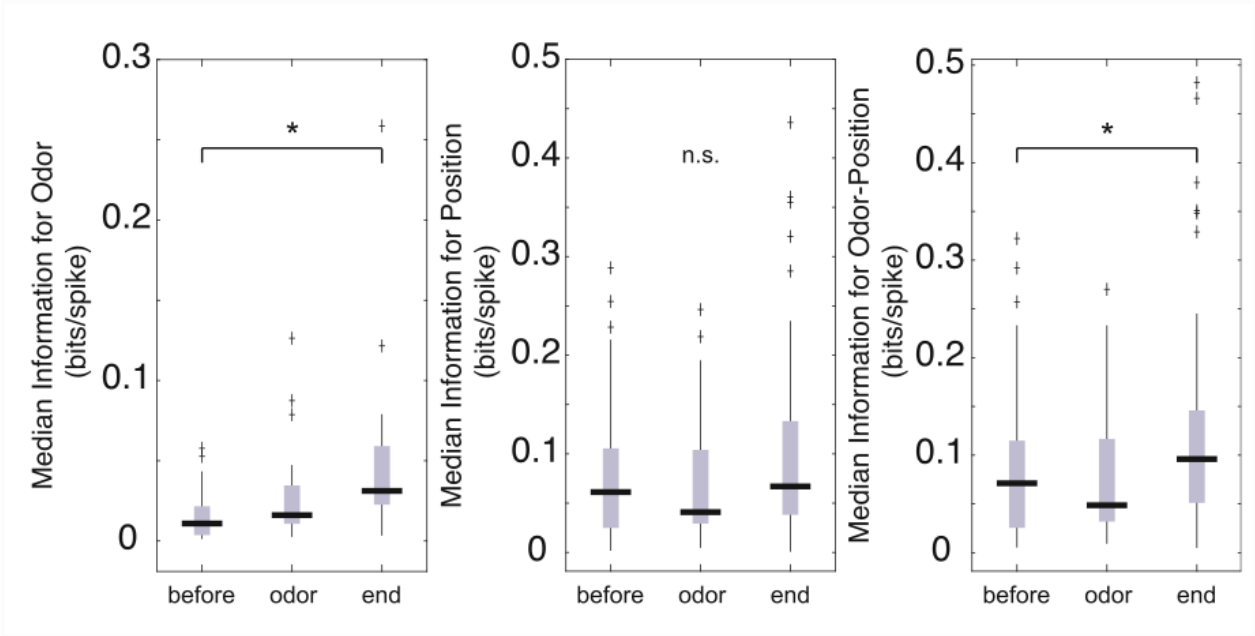 Median Information for Odor
(bits/spike)
0.3
0.2
0.1
0
*
before odor end
Median Information for Position
(bits/spike)
0.5
0.4
0.3
0.2
0.1
0
n.s.
before odor end
Median Information for Odor-Position
(bits/spike)
0.5
0.4
0.3
0.2
0.1
0
*
before odor end